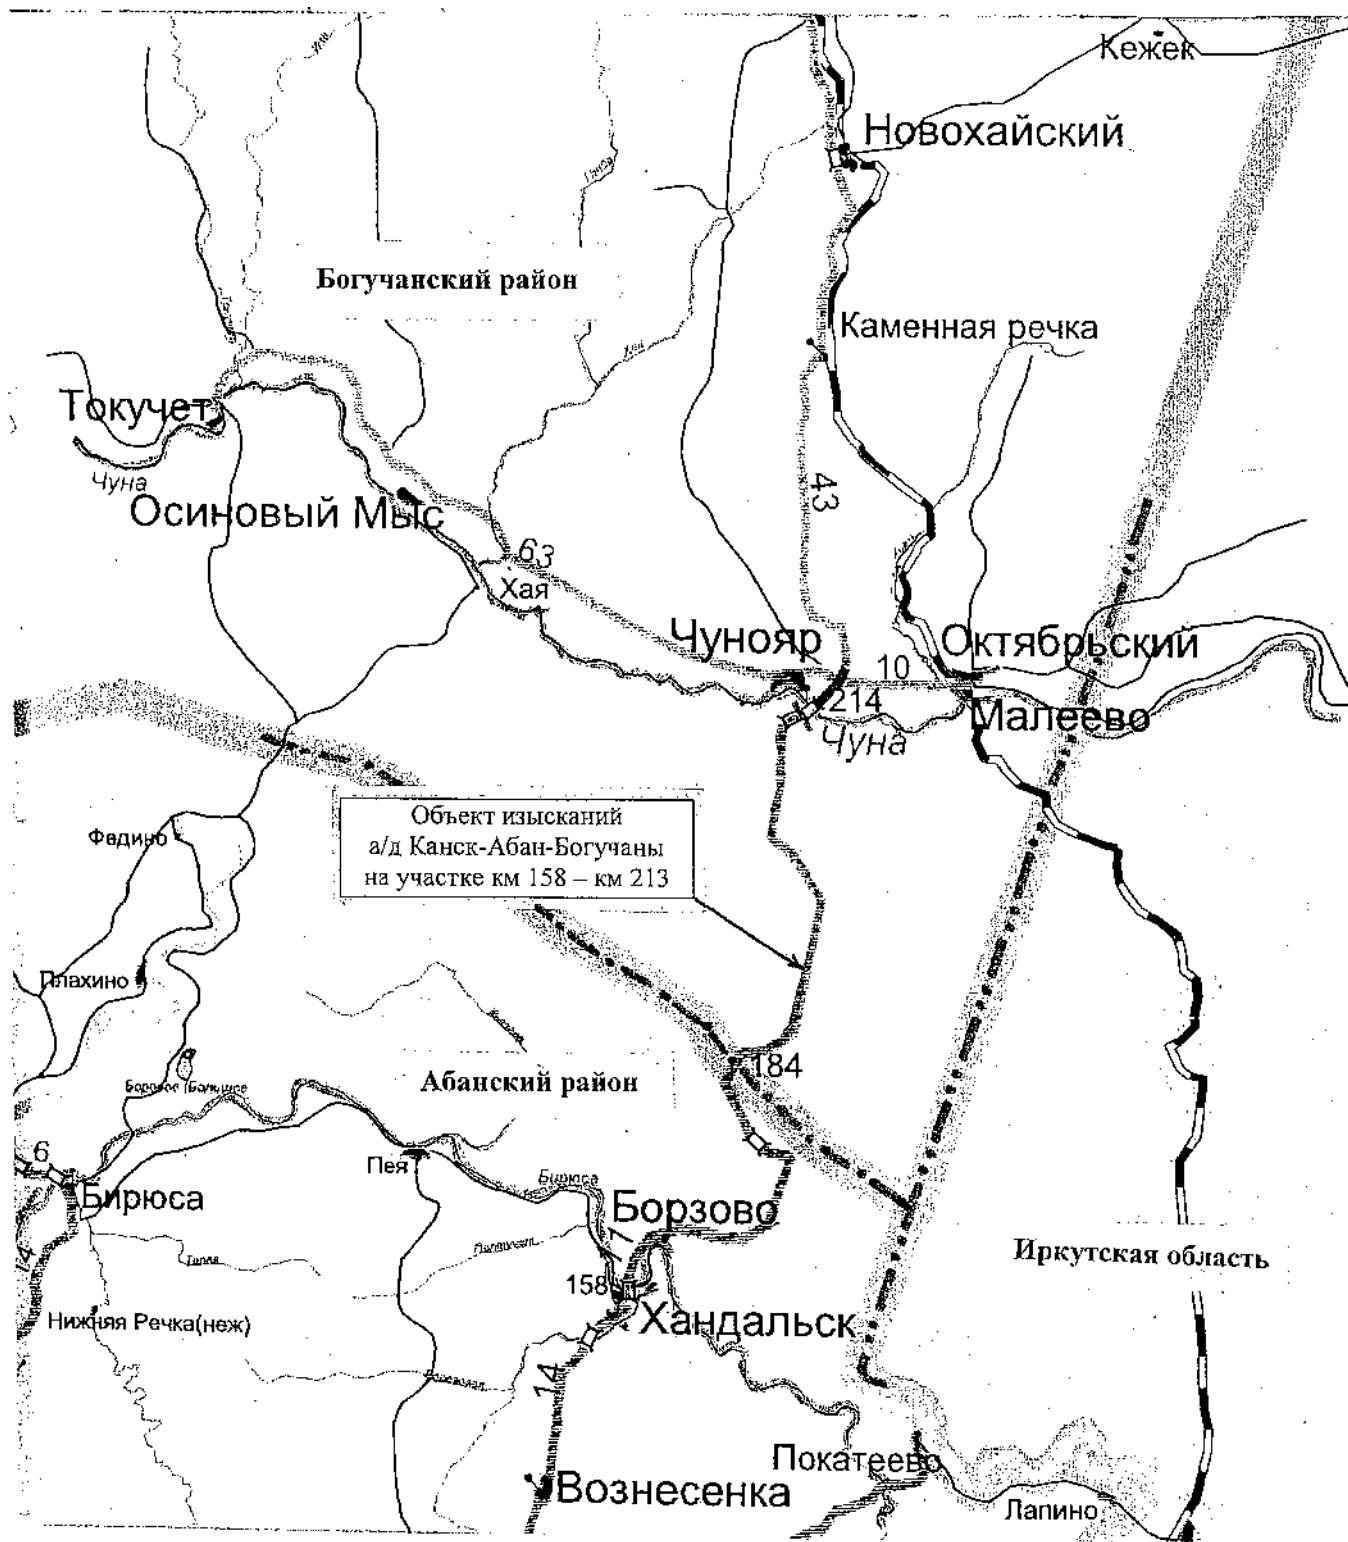 Кежек
Новохайский
Богучанский район
Каменная речка
Токучет
Чуна
Осиновый Мыс
43
63
Хая
Чунояр
10
Октябрьский
214
Малеево
Чуна
Объект изысканий
а/д Канск-Абан-Богучаны
на участке км 158 – км 213
Фадино
Плахино
184
Абанский район
6
Пея
Бирюса
Бирюса
Борзово
14
Иркутская область
158
Хандальск
Нижняя Речка(неж)
14
Покатеево
Вознесенка
Лапино